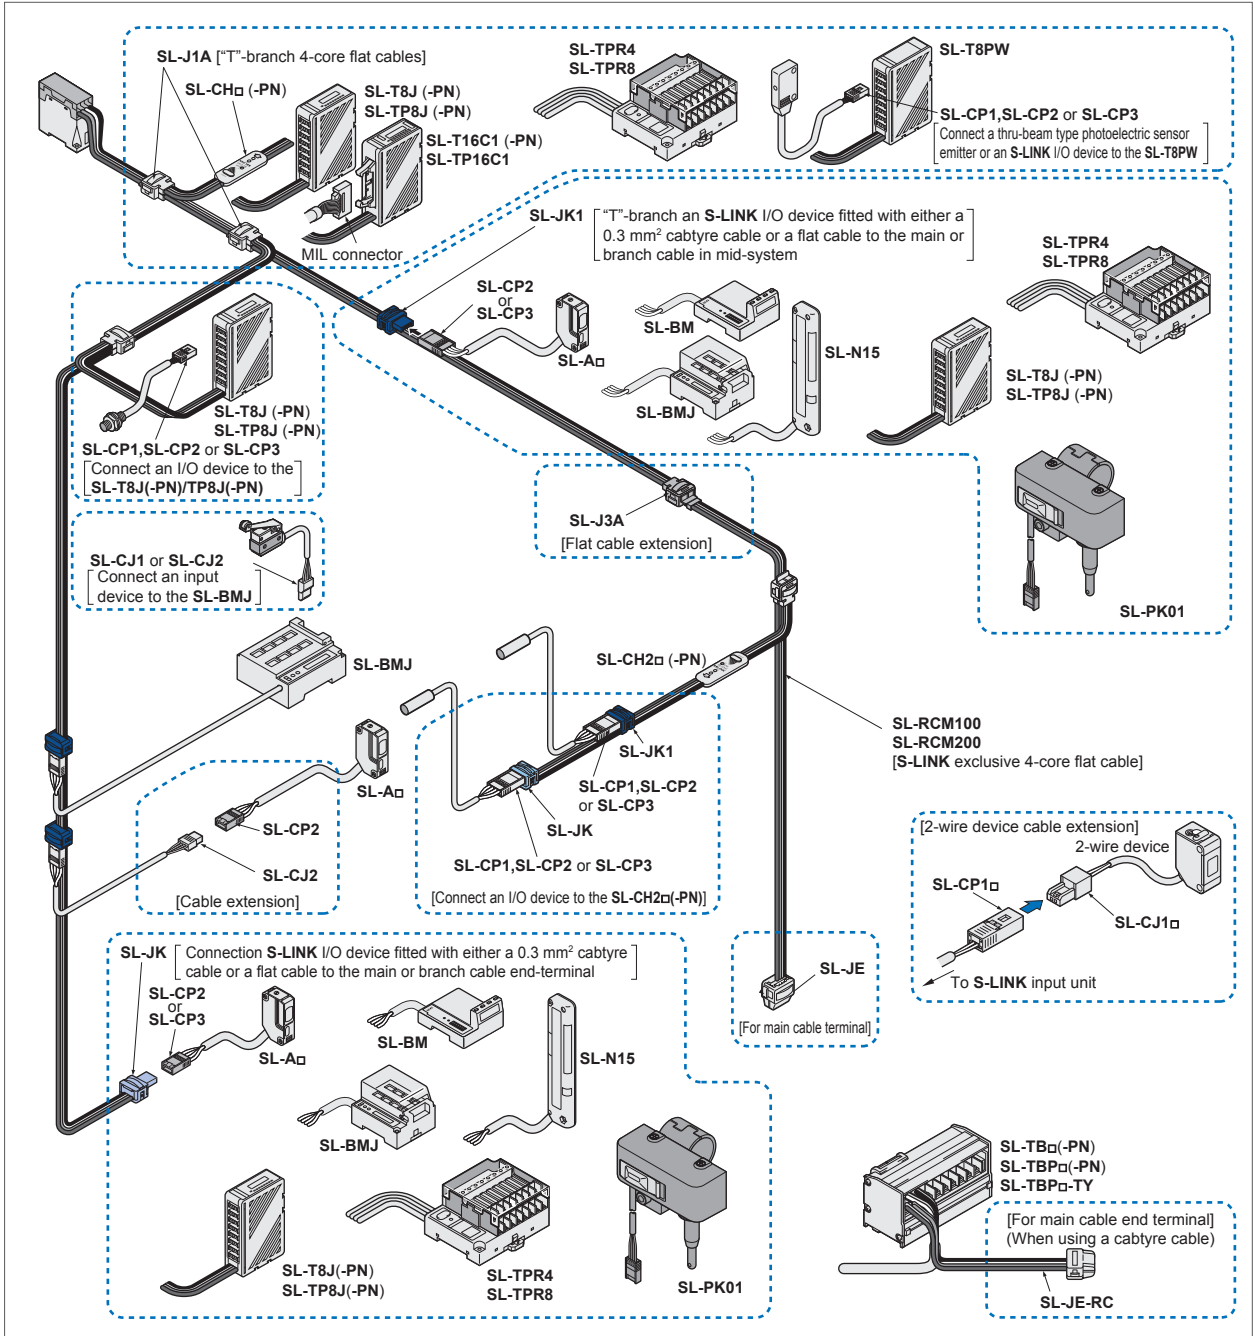 SL-J1A ["T"-branch 4-core flat cables]
SL-CH□ (-PN)
SL-T8J (-PN)
SL-TP8J (-PN)
SL-T16C1 (-PN)
SL-TP16C1
MIL connector
SL-TPR4
SL-TPR8
SL-T8PW
SL-CP1,SL-CP2 or SL-CP3
[Connect a thru-beam type photoelectric sensor
emitter or an S-LINK I/O device to the SL-T8PW]
SL-JK1 ["T"-branch an S-LINK I/O device fitted with either a
0.3 mm² cabtyre cable or a flat cable to the main or
branch cable in mid-system]
SL-CP2
or
SL-CP3
SL-A□
SL-BM
SL-BMJ
SL-N15
SL-TPR4
SL-TPR8
SL-T8J (-PN)
SL-TP8J (-PN)
SL-PK01
SL-T8J (-PN)
SL-TP8J (-PN)
SL-CP1,SL-CP2 or SL-CP3
[Connect an I/O device to the
SL-T8J(-PN)/TP8J(-PN)]
SL-J3A
[Flat cable extension]
SL-CJ1 or SL-CJ2
[Connect an input
device to the SL-BMJ]
SL-BMJ
SL-CH2□ (-PN)
SL-RCM100
SL-RCM200
[S-LINK exclusive 4-core flat cable]
SL-JK1
SL-CP1,SL-CP2
or SL-CP3
SL-JK
SL-CP1,SL-CP2 or SL-CP3
[Connect an I/O device to the SL-CH2□(-PN)]
SL-A□
SL-CP2
SL-CJ2
[Cable extension]
[2-wire device cable extension]
2-wire device
SL-CP1□
SL-CJ1□
To S-LINK input unit
SL-JE
[For main cable terminal]
SL-JK [Connection S-LINK I/O device fitted with either a 0.3 mm² cabtyre
cable or a flat cable to the main or branch cable end-terminal]
SL-CP2
or
SL-CP3
SL-A□
SL-BM
SL-N15
SL-BMJ
SL-T8J(-PN)
SL-TP8J(-PN)
SL-TPR4
SL-TPR8
SL-PK01
SL-TB□(-PN)
SL-TBP□(-PN)
SL-TBP□-TY
[For main cable end terminal]
(When using a cabtyre cable)
SL-JE-RC